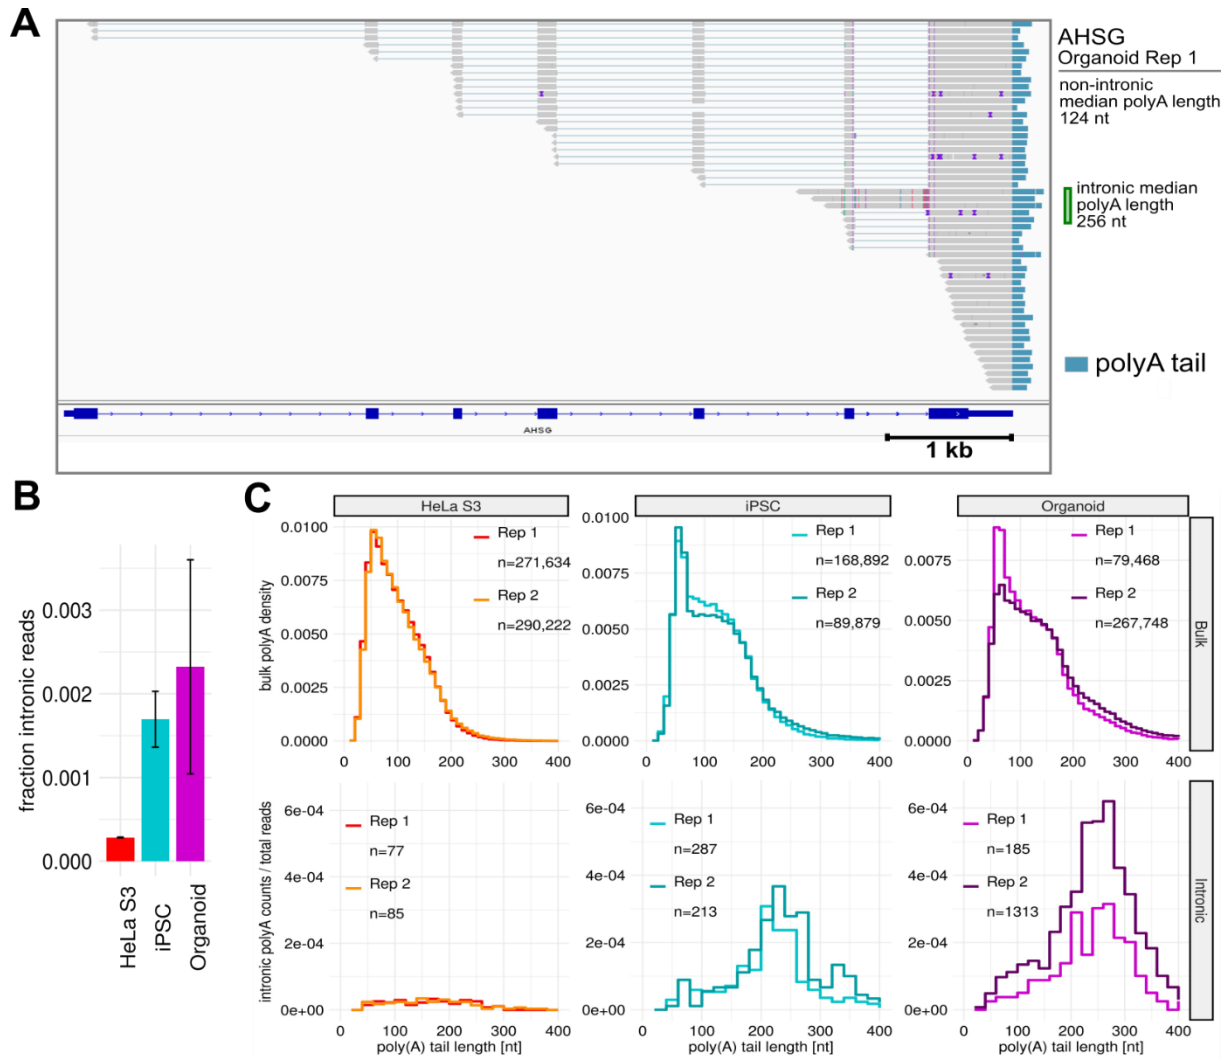 A
AHSG
Organoid Rep 1
non-intronic
median polyA length
124 nt
intronic median
polyA length
256 nt
polyA tail
AHSG
1 kb
B
fraction intronic reads
0.003
0.002
0.001
0.000
HeLa S3
iPSC
Organoid
C
HeLa S3
iPSC
Organoid
bulk polyA density
0.0100
0.0075
0.0050
0.0025
0.0000
Rep 1
n=271,634
Rep 2
n=290,222
0 100 200 300 400
0.0100
0.0075
0.0050
0.0025
0.0000
Rep 1
n=168,892
Rep 2
n=89,879
0 100 200 300 400
0.0075
0.0050
0.0025
0.0000
Rep 1
n=79,468
Rep 2
n=267,748
0 100 200 300 400
Bulk
intronic polyA counts / total reads
6e-04
4e-04
2e-04
0e+00
Rep 1
n=77
Rep 2
n=85
0 100 200 300 400
poly(A) tail length [nt]
6e-04
4e-04
2e-04
0e+00
Rep 1
n=287
Rep 2
n=213
0 100 200 300 400
poly(A) tail length [nt]
6e-04
4e-04
2e-04
0e+00
Rep 1
n=185
Rep 2
n=1313
0 100 200 300 400
poly(A) tail length [nt]
Intronic